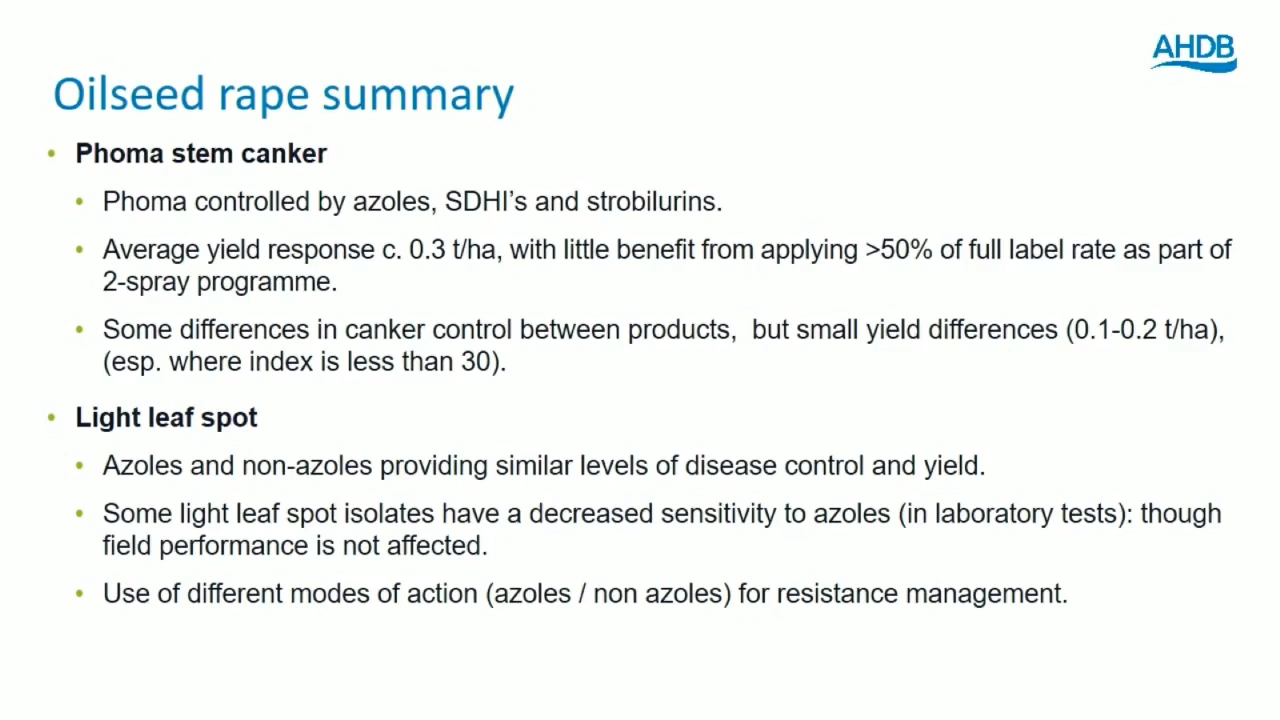 AHDB
Oilseed rape summary
• Phoma stem canker
• Phoma controlled by azoles, SDHI’s and strobilurins.
• Average yield response c. 0.3 t/ha, with little benefit from applying >50% of full label rate as part of
2-spray programme.
• Some differences in canker control between products,  but small yield differences (0.1-0.2 t/ha),
(esp. where index is less than 30).
• Light leaf spot
• Azoles and non-azoles providing similar levels of disease control and yield.
• Some light leaf spot isolates have a decreased sensitivity to azoles (in laboratory tests): though
field performance is not affected.
• Use of different modes of action (azoles / non azoles) for resistance management.